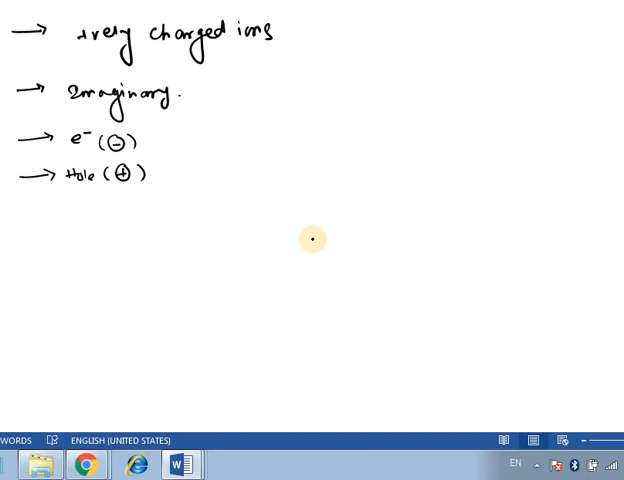 → +vely charged ions
→ Imaginary.
→ e⁻ (⊖)
→ Hole (⊕)
WORDS ENGLISH (UNITED STATES)
EN